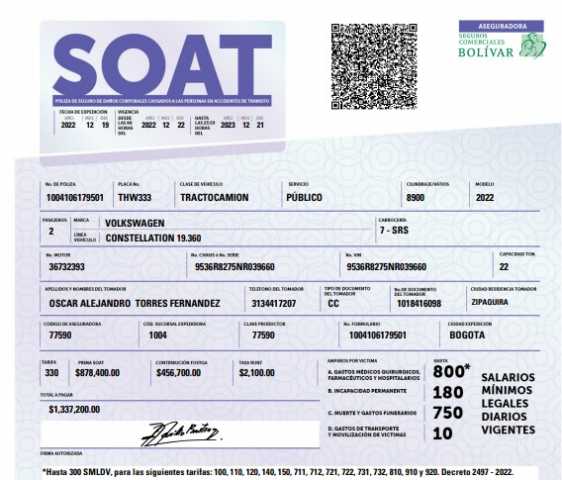 SOAT
PÓLIZA DE SEGURO DE DAÑOS CORPORALES CAUSADOS A LAS PERSONAS EN ACCIDENTES DE TRÁNSITO
ASEGURADORA
SEGUROS
COMERCIALES
BOLÍVAR
FECHA DE EXPEDICIÓN VIGENCIA
AÑO MES DÍA DESDE LAS 00 HORAS DEL AÑO MES DÍA HASTA LAS 23:59 HORAS DEL AÑO MES DÍA
2022 12 19 2022 12 22 2023 12 21
No. DE POLIZA PLACA No. CLASE DE VEHICULO SERVICIO CILINDRAJE/VATIOS MODELO
1004106179501 THW333 TRACTOCAMION PÚBLICO 8900 2022
PASAJEROS MARCA VOLKSWAGEN CARROCERIA
2 LINEA VEHICULO CONSTELLATION 19.360 7 - SRS
No. MOTOR No. CHASIS ó No. SERIE No. VIN CAPACIDAD TON.
36732393 9536R8275NR039660 9536R8275NR039660 22
APELLIDOS Y NOMBRES DEL TOMADOR TELEFONO DEL TOMADOR TIPO DE DOCUMENTO DEL TOMADOR No. DE DOCUMENTO DEL TOMADOR CIUDAD RESIDENCIA TOMADOR
OSCAR ALEJANDRO TORRES FERNANDEZ 3134417207 CC 1018416098 ZIPAQUIRA
CÓDIGO DE ASEGURADORA CÓD. SUCURSAL EXPEDIDORA CLAVE PRODUCTOR No. FORMULARIO CIUDAD EXPEDICIÓN
77590 1004 77590 1004106179501 BOGOTA
TARIFA PRIMA SOAT CONTRIBUCIÓN FOSYGA TASA RUNT
330 $878,400.00 $456,700.00 $2,100.00
TOTAL A PAGAR
$1,337,200.00
FIRMA AUTORIZADA
AMPAROS POR VICTIMA HASTA
A. GASTOS MÉDICOS QUIRURGICOS, FARMACÉUTICOS Y HOSPITALARIOS 800*
B. INCAPACIDAD PERMANENTE 180
C. MUERTE Y GASTOS FUNERARIOS 750
D. GASTOS DE TRANSPORTE Y MOVILIZACIÓN DE VICTIMAS 10
SALARIOS
MÍNIMOS
LEGALES
DIARIOS
VIGENTES
*Hasta 300 SMLDV, para las siguientes tarifas: 100, 110, 120, 140, 150, 711, 712, 721, 722, 731, 732, 810, 910 y 920. Decreto 2497 - 2022.